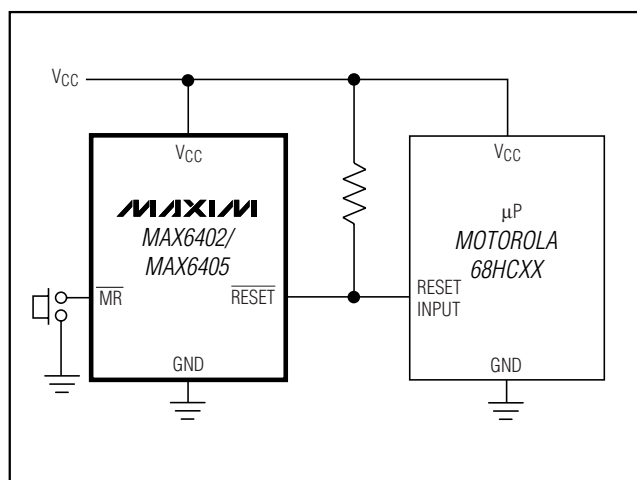 VCC
VCC
MAXIM
MAX6402/
MAX6405
MR
RESET
GND
VCC
µP
MOTOROLA
68HCXX
RESET
INPUT
GND